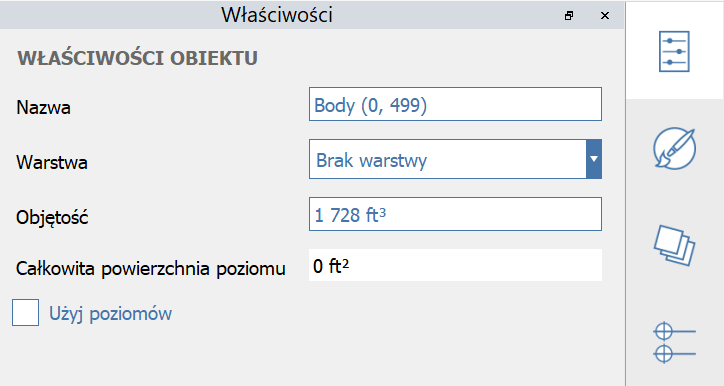 Właściwości
WŁAŚCIWOŚCI OBIEKTU
Nazwa Body (0, 499)
Warstwa Brak warstwy
Objętość 1 728 ft³
Całkowita powierzchnia poziomu 0 ft²
Użyj poziomów